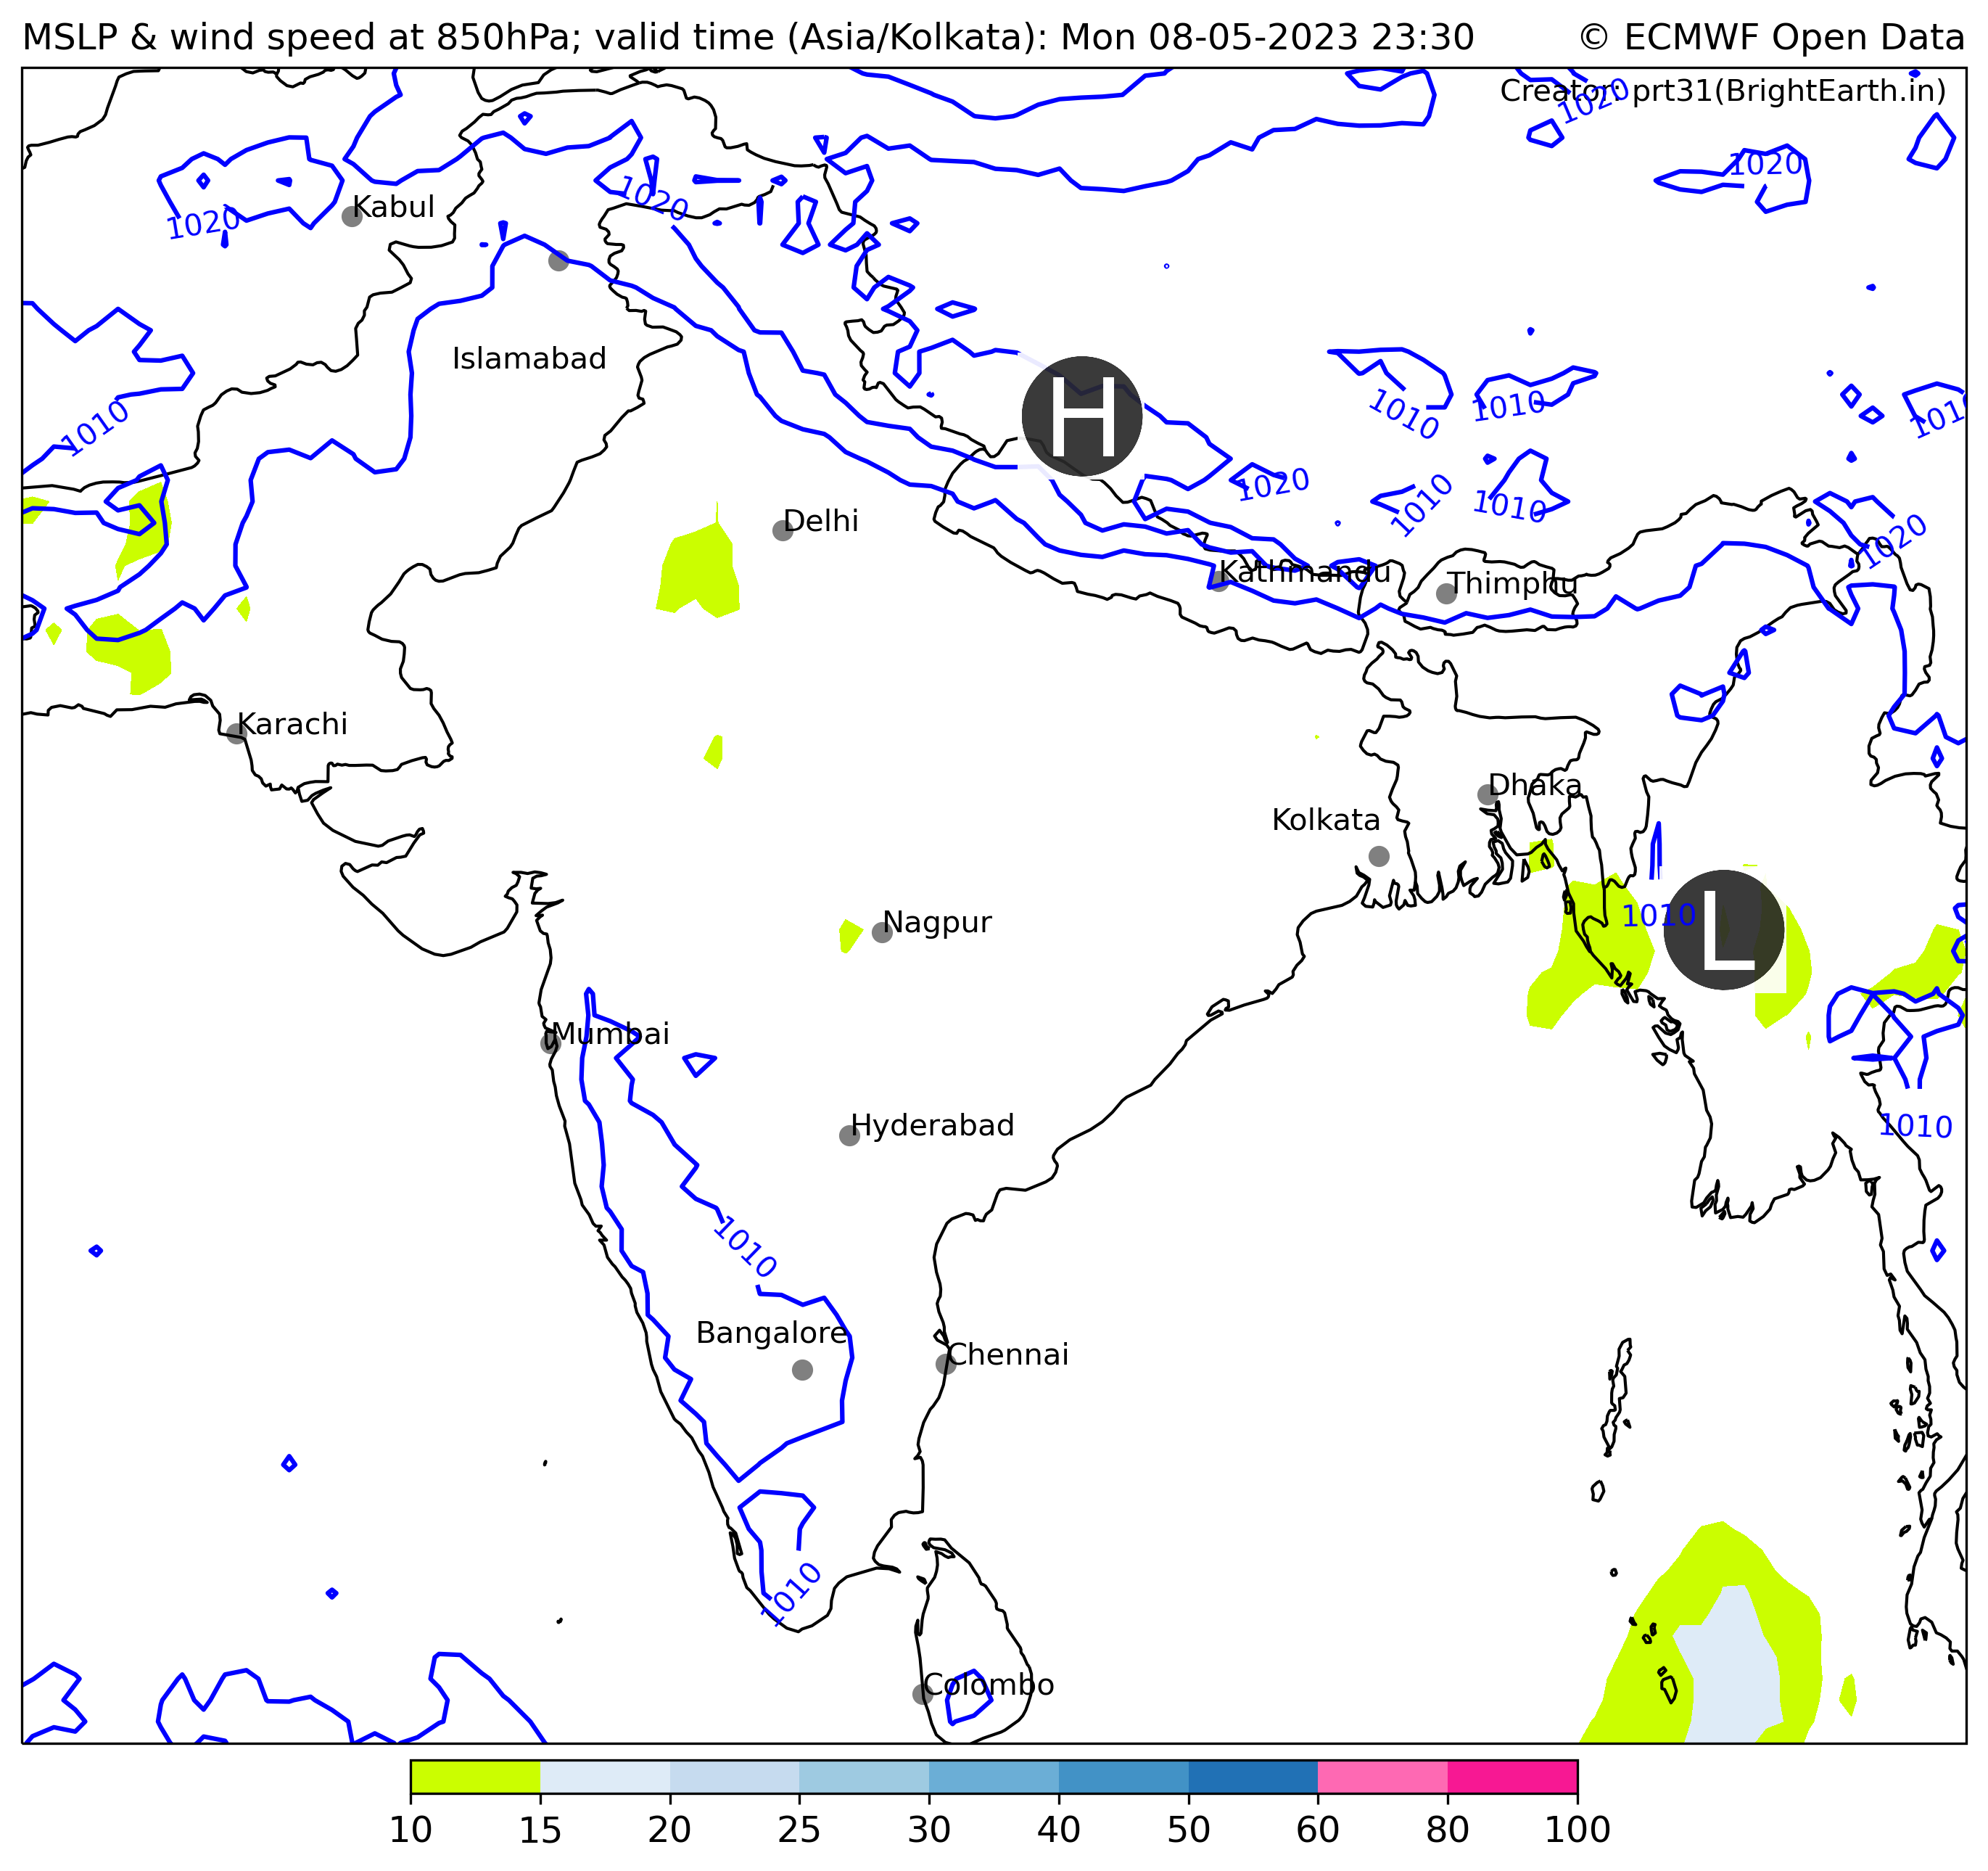 MSLP & wind speed at 850hPa; valid time (Asia/Kolkata): Mon 08-05-2023 23:30
© ECMWF Open Data
Creator: prt31(BrightEarth.in)
1020
1020
1020
Kabul
1020
Islamabad
H
1010
1010
1010
1010
1020
1010
1010
Delhi
1020
Kathmandu
Thimphu
Karachi
Dhaka
Kolkata
Nagpur
1010
L
Mumbai
Hyderabad
1010
1010
Bangalore
Chennai
1010
Colombo
10 15 20 25 30 40 50 60 80 100